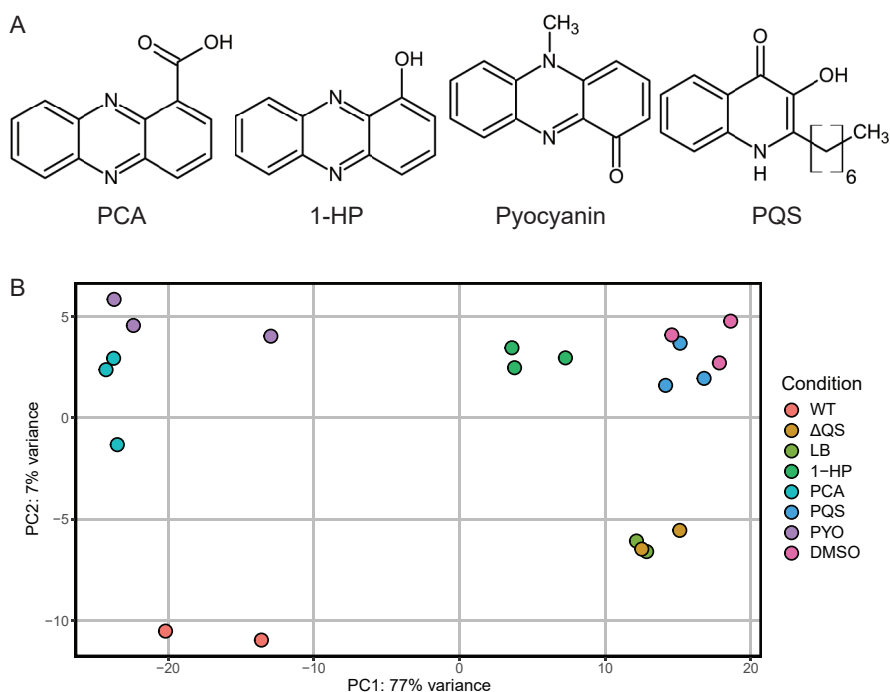 A
O
OH
N
N
PCA
OH
N
N
1-HP
CH₃
N
N
O
Pyocyanin
O
OH
N
H
CH₃
6
PQS
B
5
0
−5
−10
PC2: 7% variance
−20
−10
0
10
20
PC1: 77% variance
Condition
WT
ΔQS
LB
1−HP
PCA
PQS
PYO
DMSO